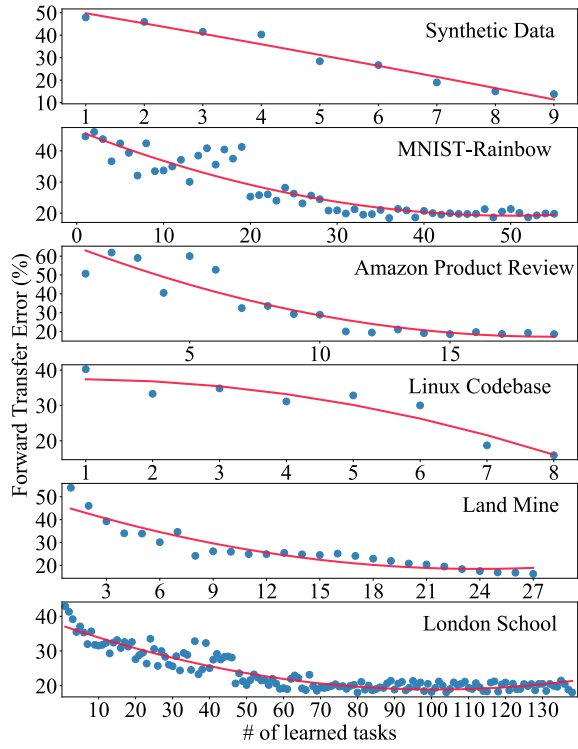 Forward Transfer Error (%)
50
40
30
20
10
Synthetic Data
1 2 3 4 5 6 7 8 9
40
30
20
MNIST-Rainbow
0 10 20 30 40 50
60
50
40
30
20
Amazon Product Review
5 10 15
40
30
20
Linux Codebase
1 2 3 4 5 6 7 8
50
40
30
20
Land Mine
3 6 9 12 15 18 21 24 27
40
30
20
London School
10 20 30 40 50 60 70 80 90 100 110 120 130
# of learned tasks